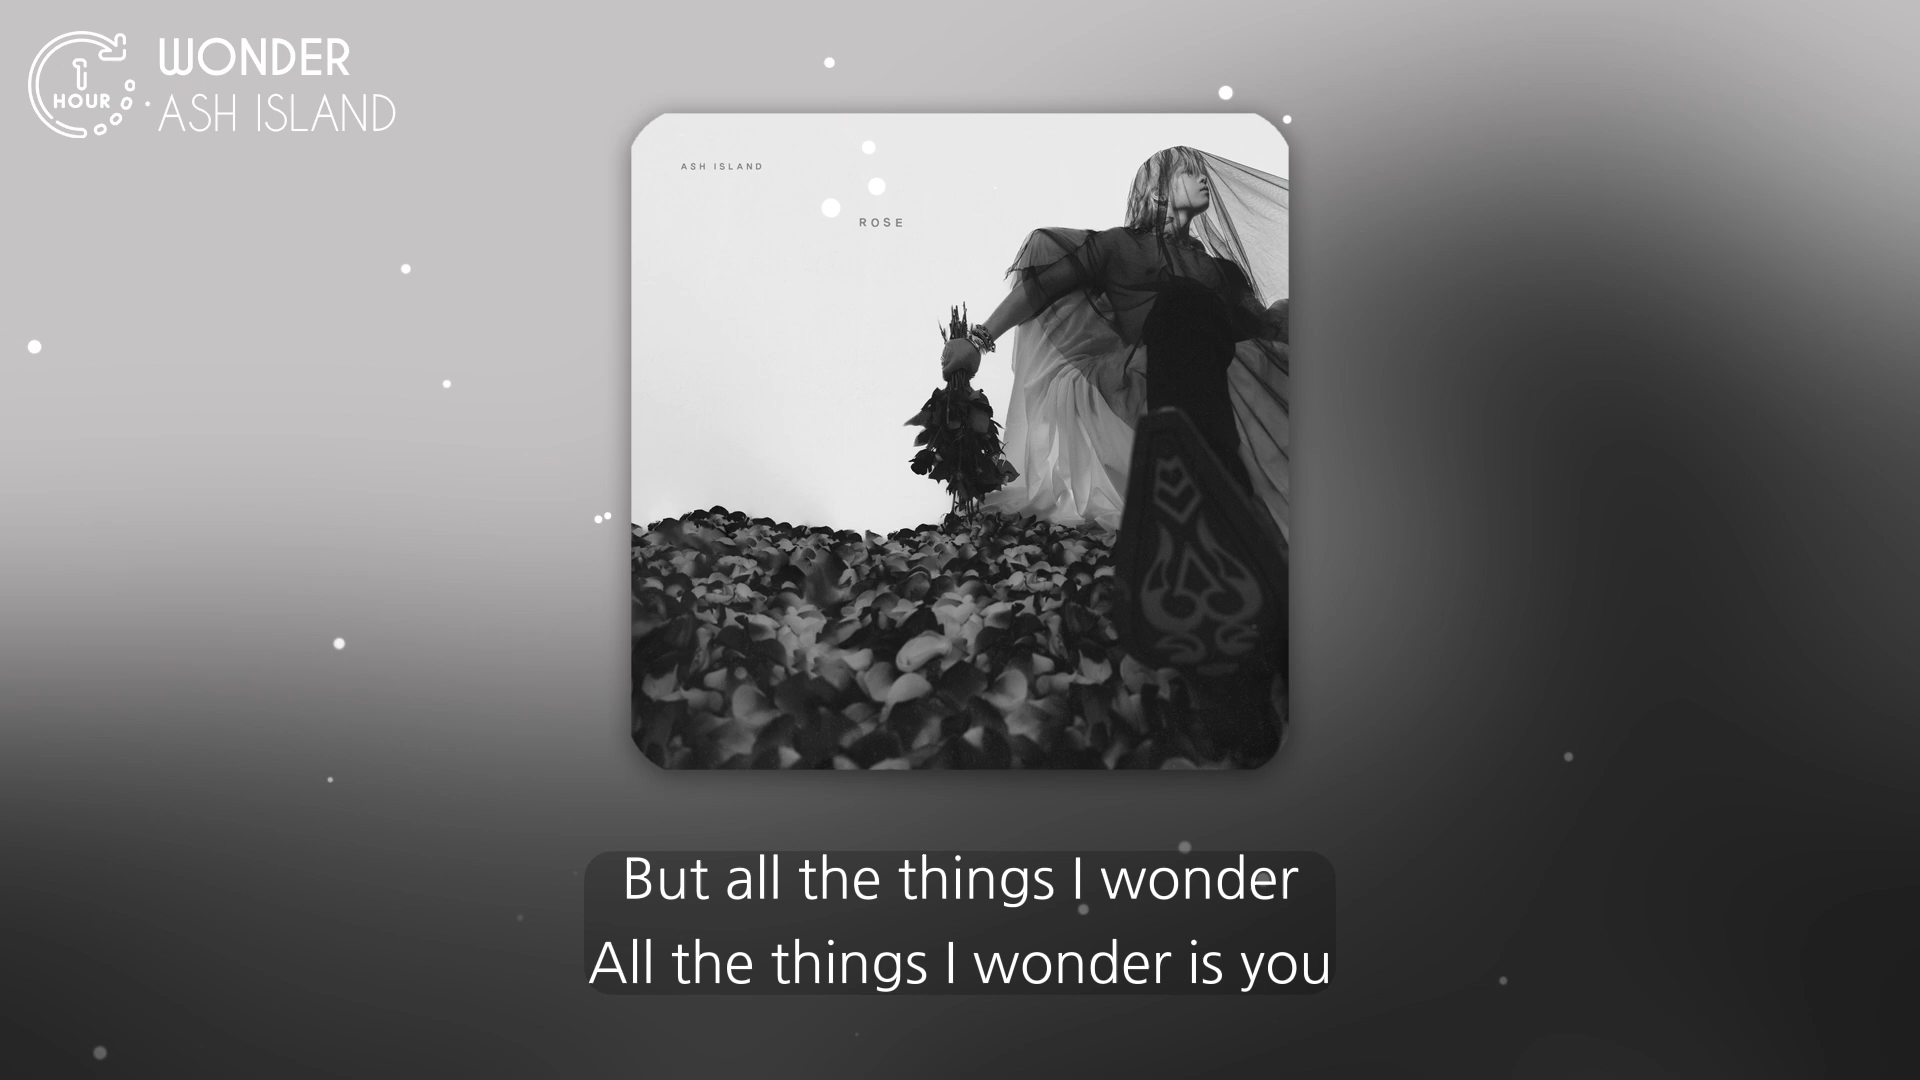 1
HOUR
WONDER
ASH ISLAND
ASH ISLAND
ROSE
But all the things I wonder
All the things I wonder is you